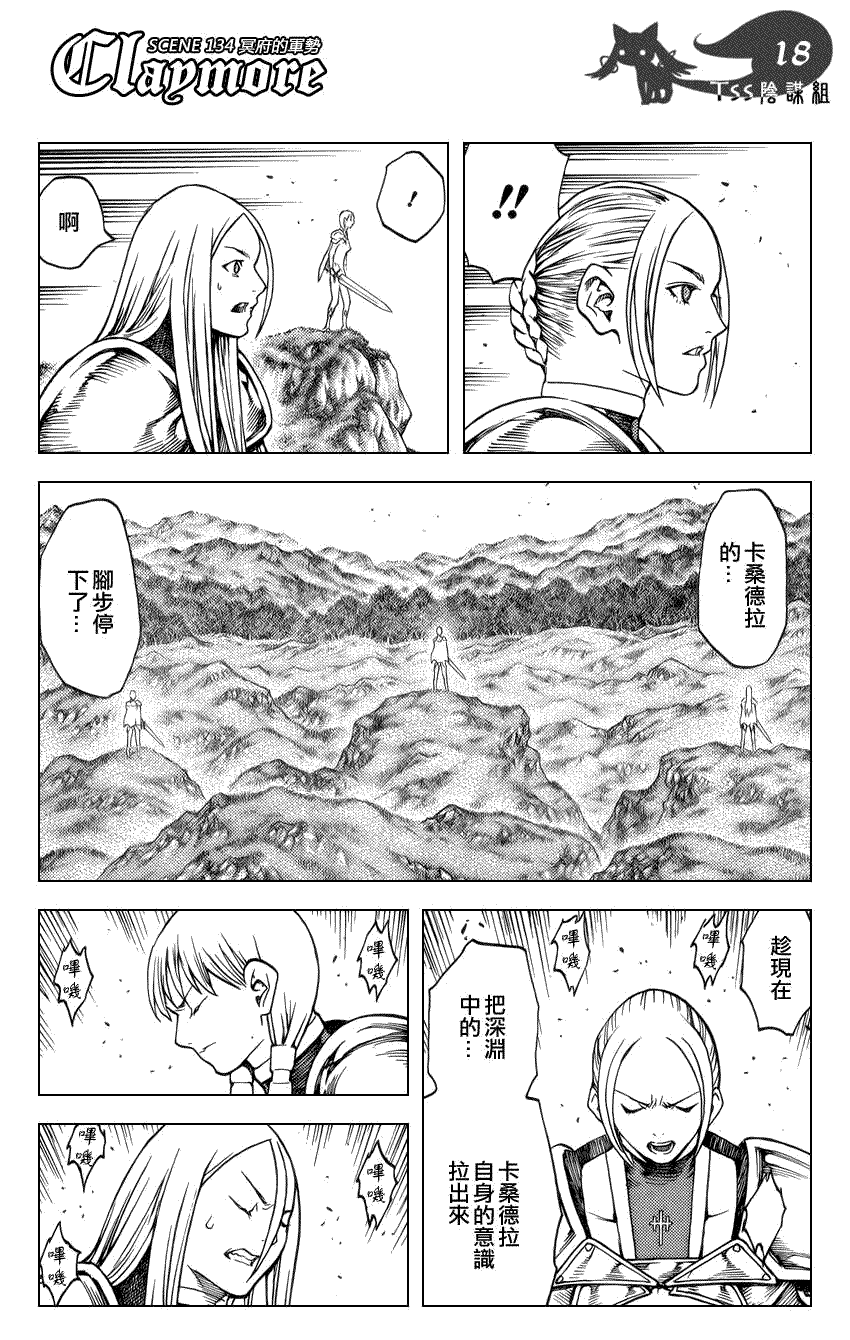 SCENE 134 冥府的軍勢
Claymore
18
Tss陰謀組
!!
!
啊
卡桑德拉
的…
腳步停
下了…
趁現在
把深淵
中的…
卡桑德拉
自身的意識
拉出來
嗶
嘰
嗶
嘰
嗶
嘰
嗶
嘰
嗶
嘰
嗶
嘰
嗶
嘰